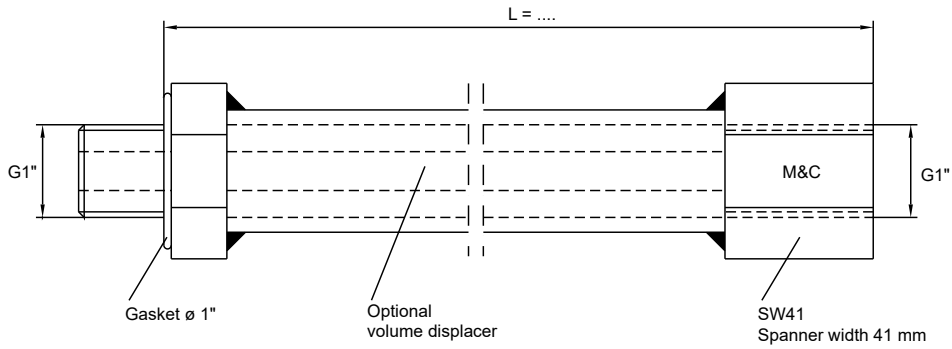 L = ....
G1"
M&C
G1"
Gasket ø 1"
Optional
volume displacer
SW41
Spanner width 41 mm